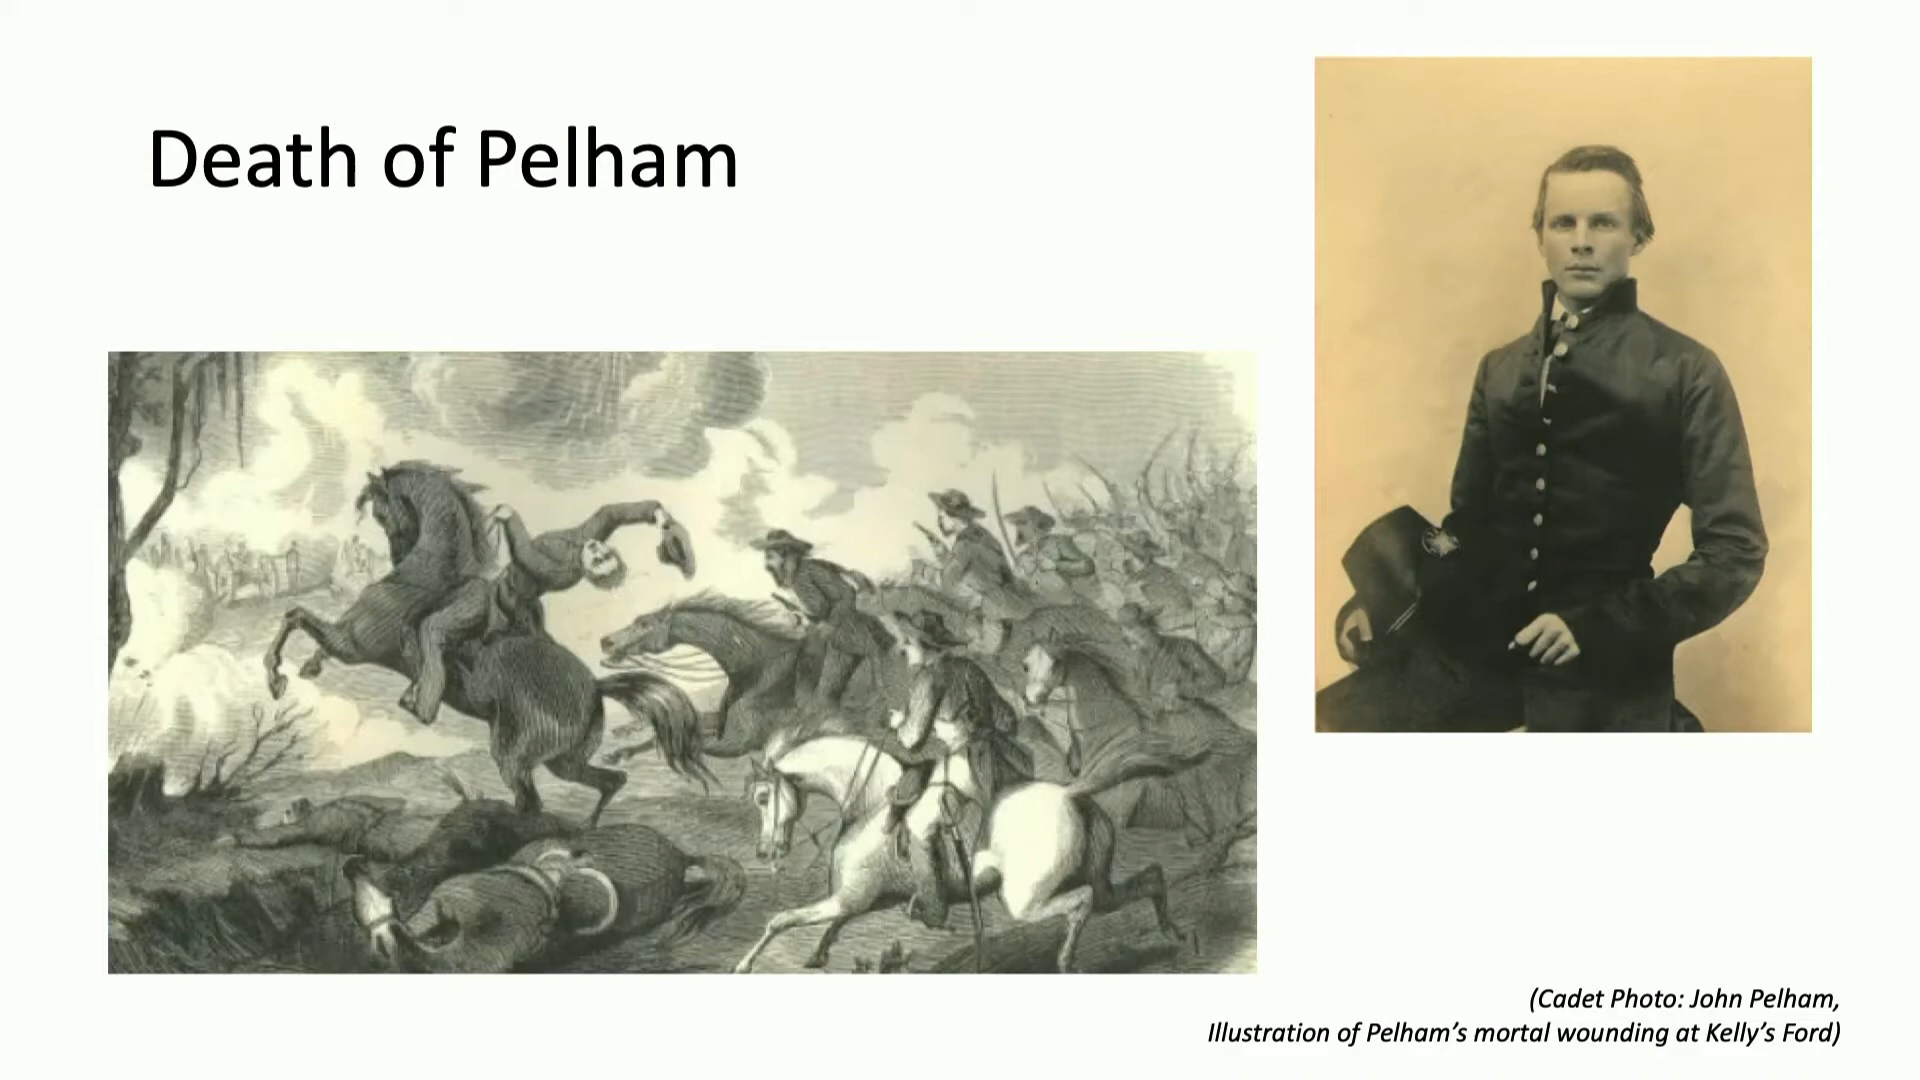 Death of Pelham
(Cadet Photo: John Pelham,
Illustration of Pelham’s mortal wounding at Kelly’s Ford)